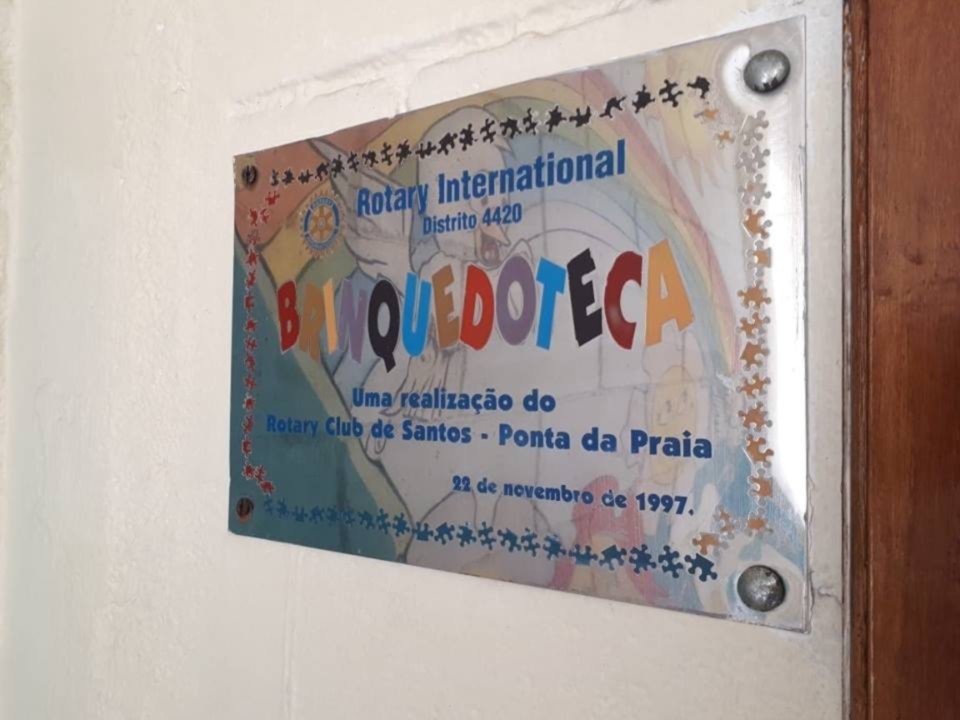 Rotary International
Distrito 4420
BRINQUEDOTECA
Uma realização do
Rotary Club de Santos - Ponta da Praia
22 de novembro de 1997.